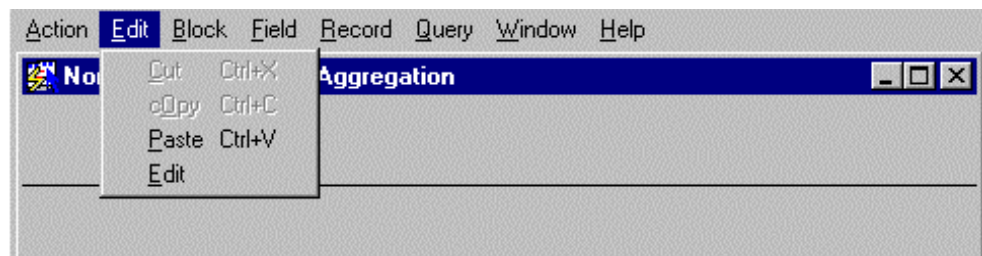 Action Edit Block Field Record Query Window Help
Aggregation
Cut Ctrl+X
cOpy Ctrl+C
Paste Ctrl+V
Edit